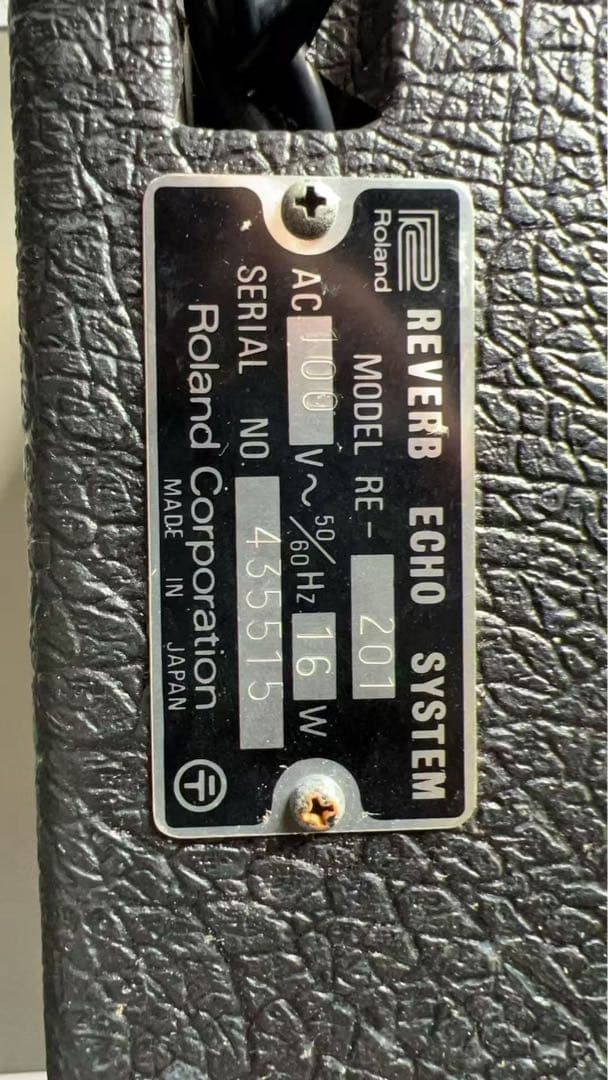 Roland
REVERB ECHO SYSTEM
MODEL RE-201
AC 100 V~ 50/60 Hz 16 W
SERIAL NO. 435515
Roland Corporation
MADE IN JAPAN